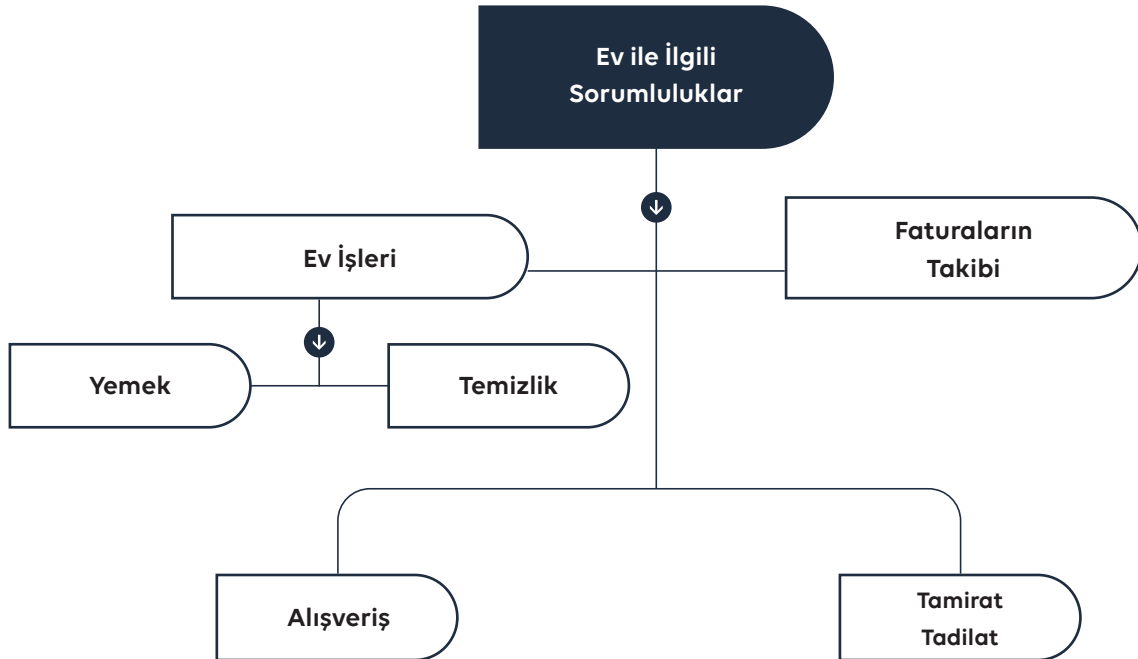 Ev ile İlgili
Sorumluluklar
Ev İşleri
Faturaların
Takibi
Yemek
Temizlik
Alışveriş
Tamirat
Tadilat